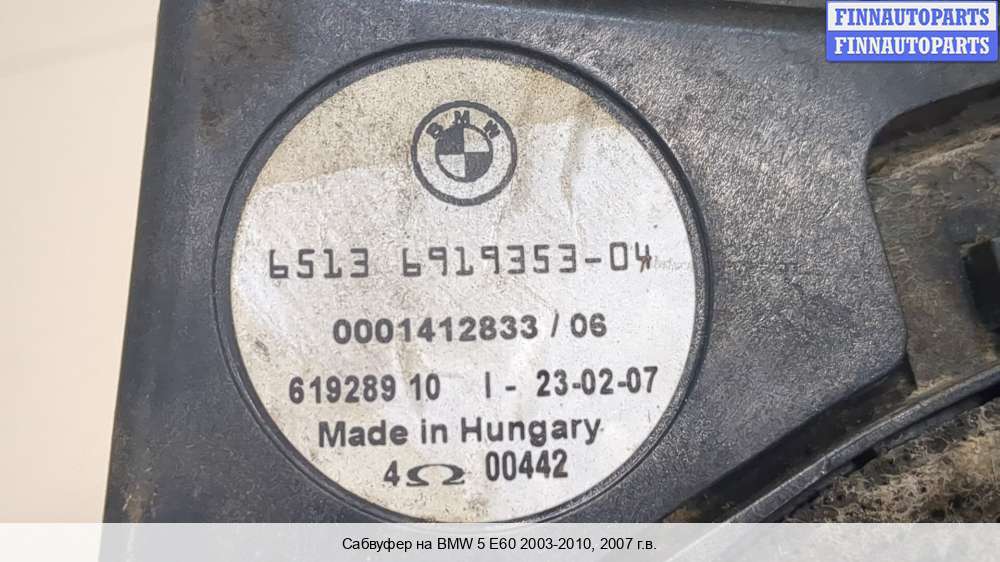 FINNAUTOPARTS
FINNAUTOPARTS
BMW
6513 6919353-04
0001412833 / 06
619289 10 I - 23-02-07
Made in Hungary
4Ω 00442
Сабвуфер на BMW 5 E60 2003-2010, 2007 г.в.